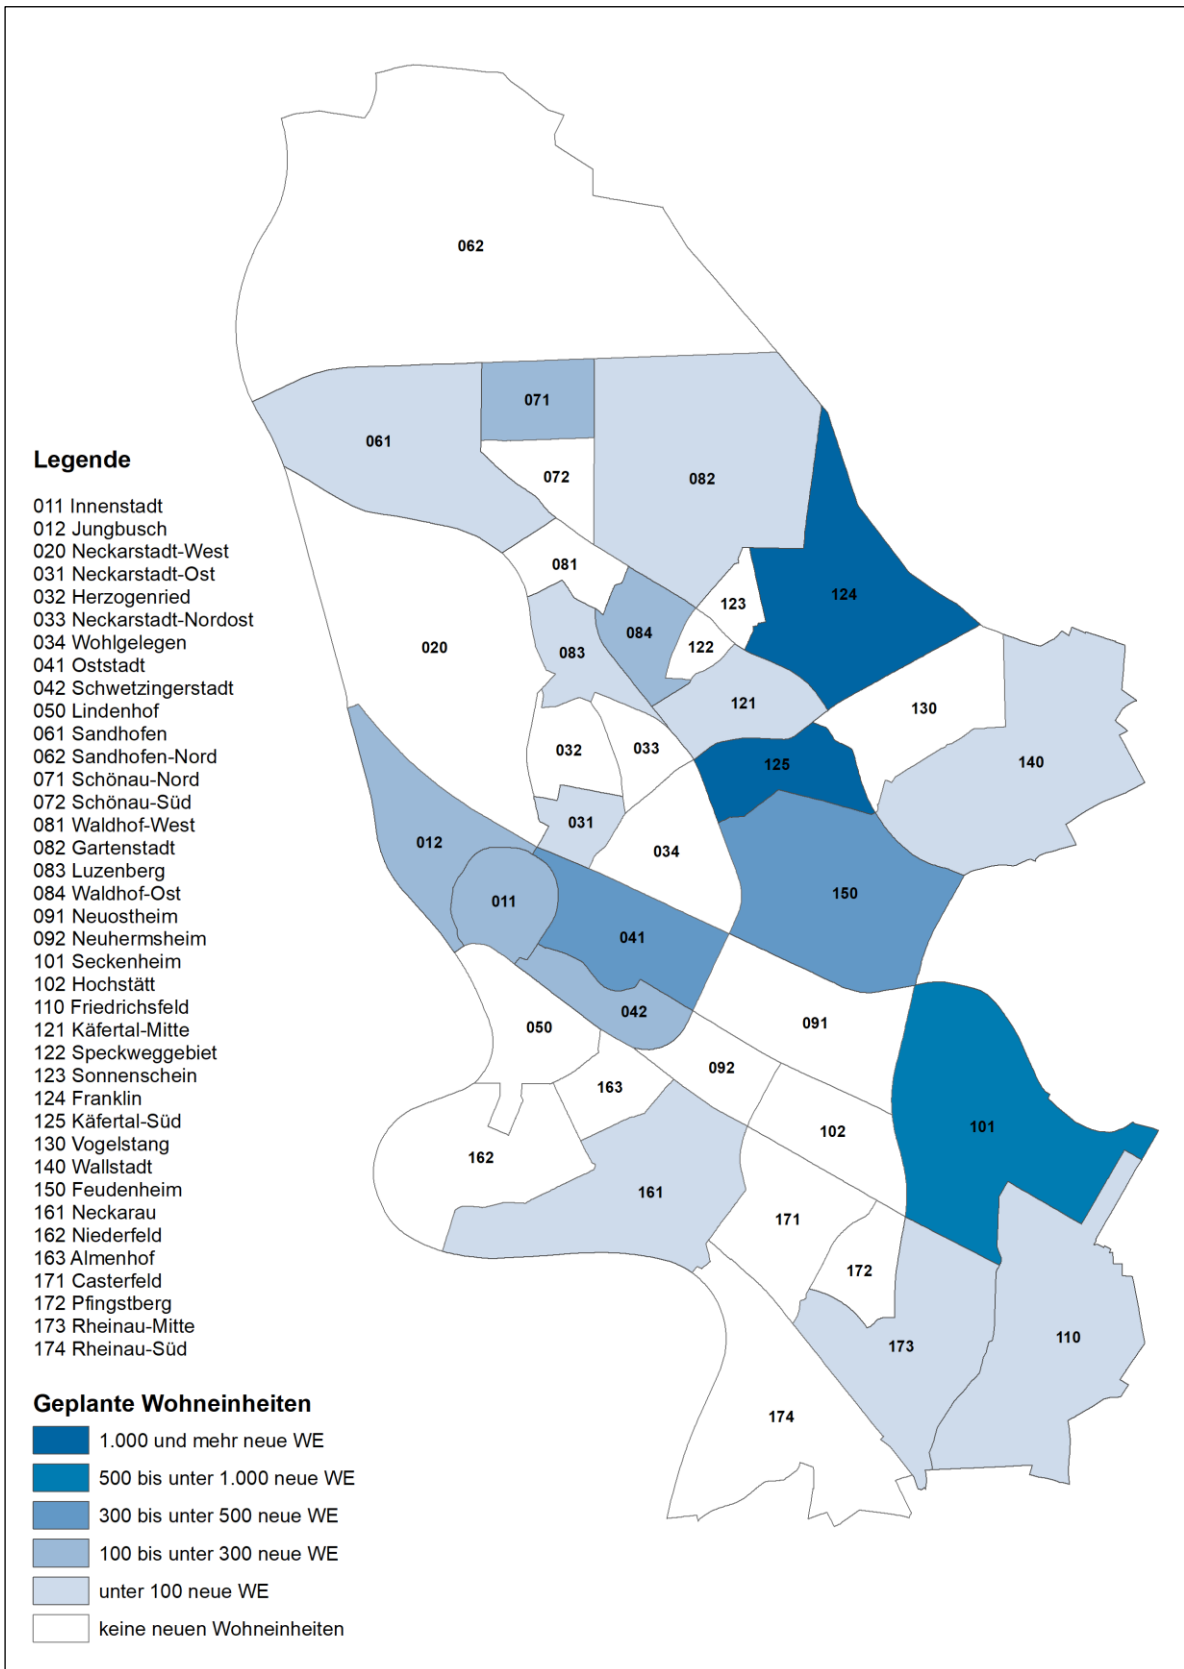 062
071
061
072
082
Legende
011 Innenstadt
012 Jungbusch
020 Neckarstadt-West
031 Neckarstadt-Ost
032 Herzogenried
033 Neckarstadt-Nordost
034 Wohlgelegen
041 Oststadt
042 Schwetzingerstadt
050 Lindenhof
061 Sandhofen
062 Sandhofen-Nord
071 Schönau-Nord
072 Schönau-Süd
081 Waldhof-West
082 Gartenstadt
083 Luzenberg
084 Waldhof-Ost
091 Neuostheim
092 Neuhermsheim
101 Seckenheim
102 Hochstätt
110 Friedrichsfeld
121 Käfertal-Mitte
122 Speckweggebiet
123 Sonnenschein
124 Franklin
125 Käfertal-Süd
130 Vogelstang
140 Wallstadt
150 Feudenheim
161 Neckarau
162 Niederfeld
163 Almenhof
171 Casterfeld
172 Pfingstberg
173 Rheinau-Mitte
174 Rheinau-Süd
081
123
124
084
122
020
083
121
130
032
033
125
140
031
012
034
150
011
041
042
091
050
092
163
102
101
162
161
171
172
173
110
174
Geplante Wohneinheiten
1.000 und mehr neue WE
500 bis unter 1.000 neue WE
300 bis unter 500 neue WE
100 bis unter 300 neue WE
unter 100 neue WE
keine neuen Wohneinheiten